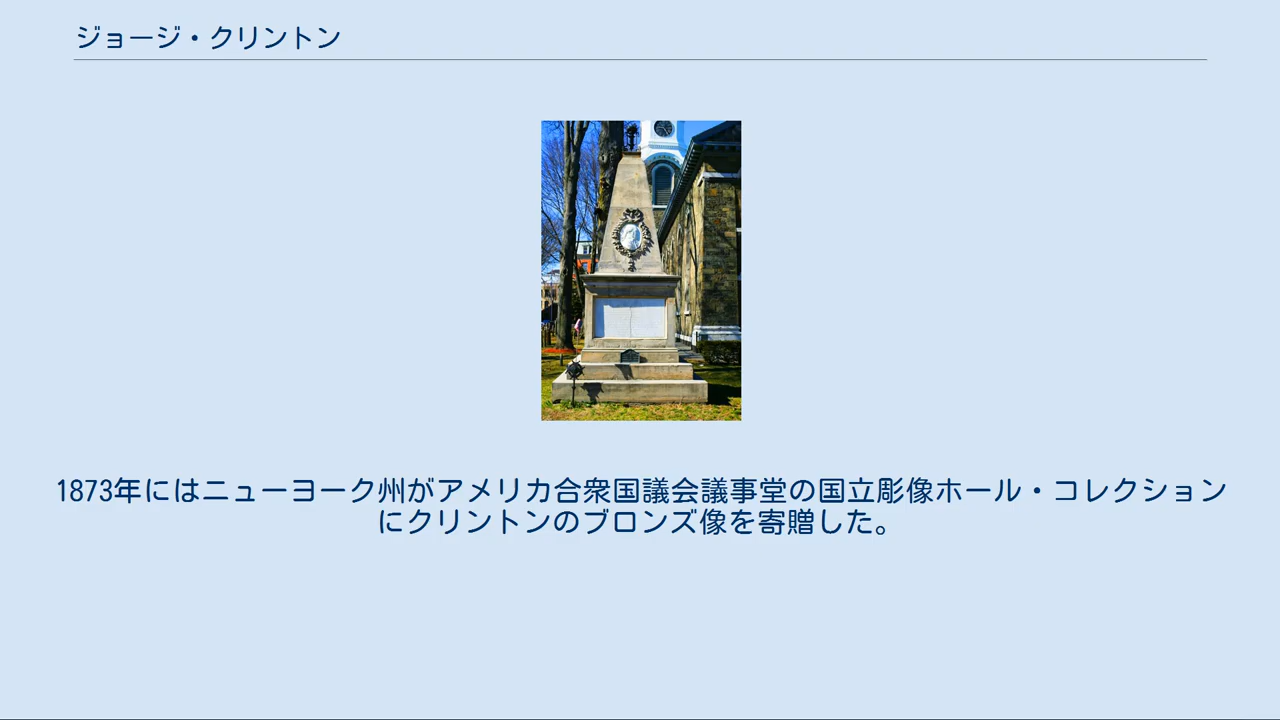 ジョージ・クリントン
1873年にはニューヨーク州がアメリカ合衆国議会議事堂の国立彫像ホール・コレクション
にクリントンのブロンズ像を寄贈した。